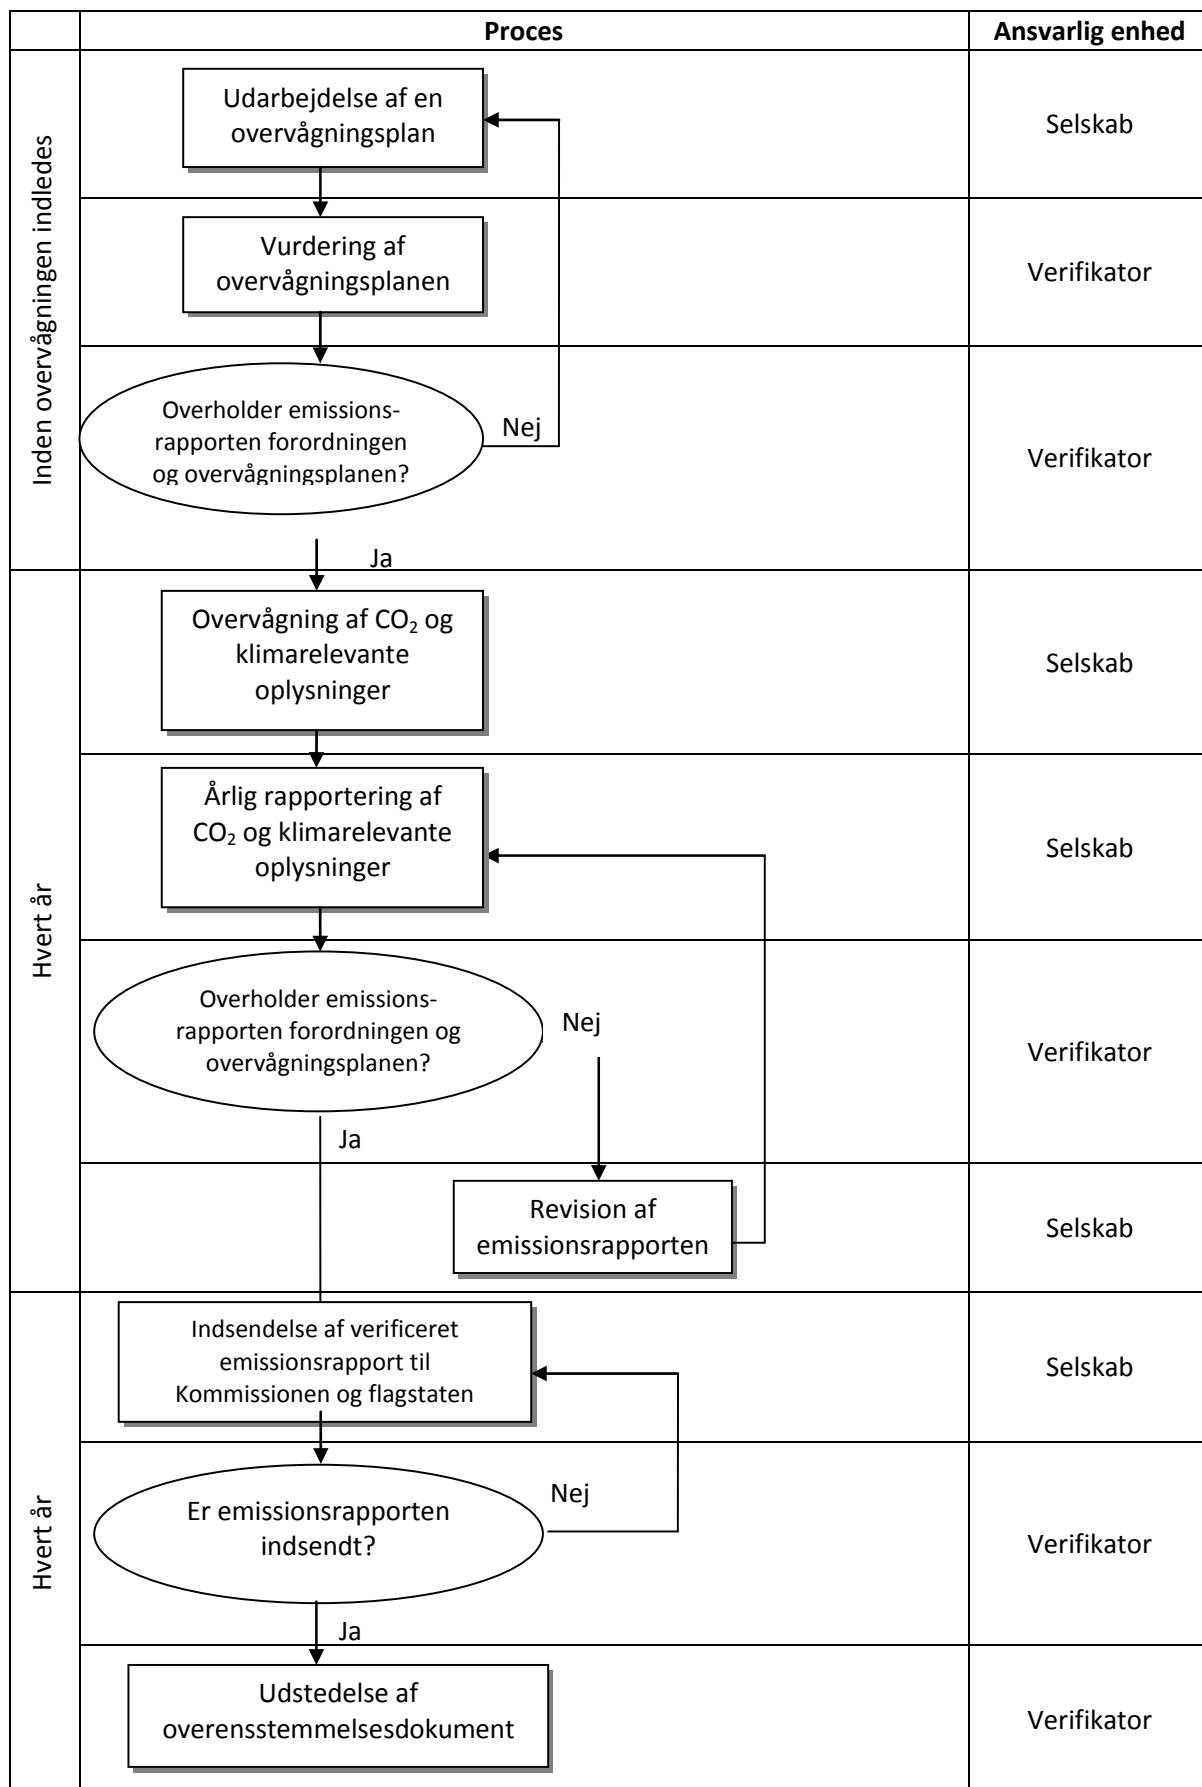 Proces
Ansvarlig enhed
Inden overvågningen indledes
Udarbejdelse af en
overvågningsplan
Selskab
Vurdering af
overvågningsplanen
Verifikator
Overholder emissions-
rapporten forordningen
og overvågningsplanen?
Nej
Verifikator
Ja
Hvert år
Overvågning af CO₂ og
klimarelevante
oplysninger
Selskab
Årlig rapportering af
CO₂ og klimarelevante
oplysninger
Selskab
Overholder emissions-
rapporten forordningen og
overvågningsplanen?
Nej
Verifikator
Ja
Revision af
emissionsrapporten
Selskab
Hvert år
Indsendelse af verificeret
emissionsrapport til
Kommissionen og flagstaten
Selskab
Er emissionsrapporten
indsendt?
Nej
Verifikator
Ja
Udstedelse af
overensstemmelsesdokument
Verifikator